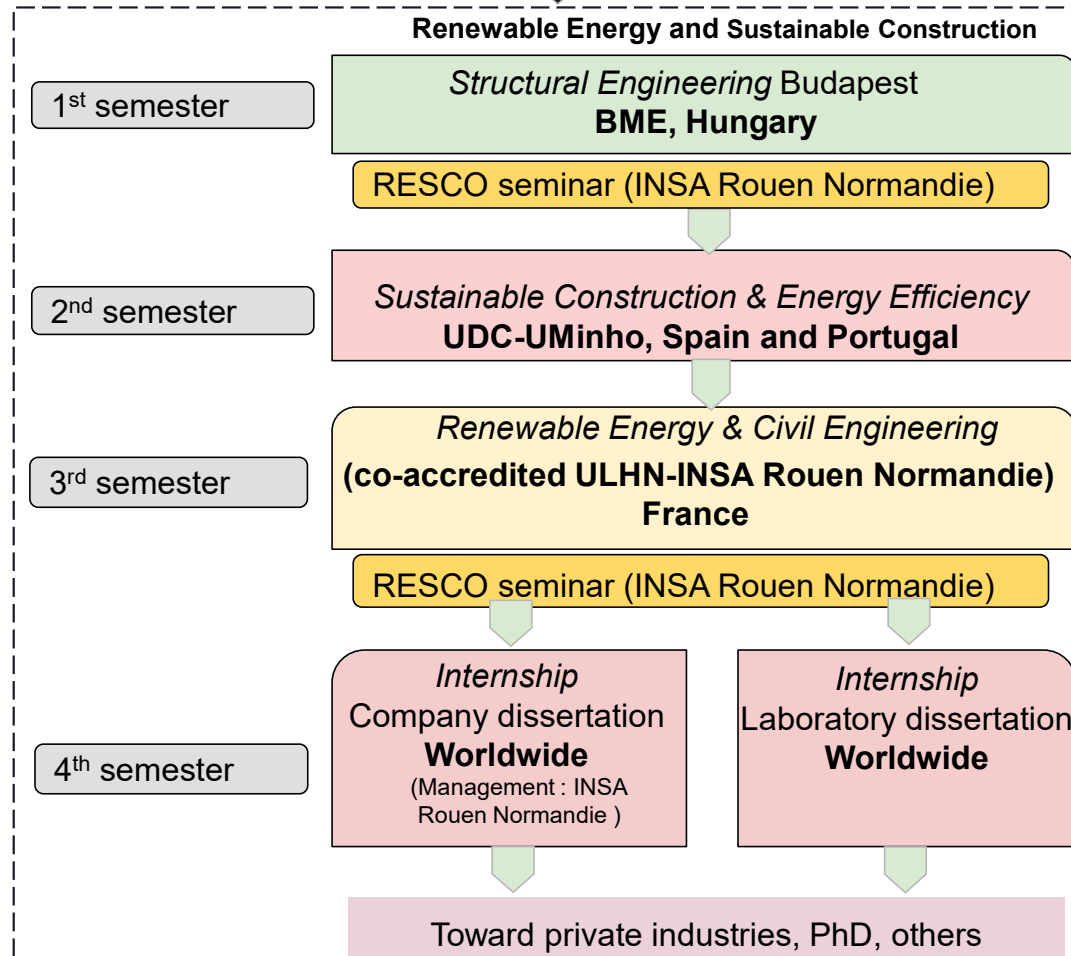 Renewable Energy and Sustainable Construction
1st semester
Structural Engineering Budapest
BME, Hungary
RESCO seminar (INSA Rouen Normandie)
2nd semester
Sustainable Construction & Energy Efficiency
UDC-UMinho, Spain and Portugal
3rd semester
Renewable Energy & Civil Engineering
(co-accredited ULHN-INSA Rouen Normandie)
France
RESCO seminar (INSA Rouen Normandie)
4th semester
Internship
Company dissertation
Worldwide
(Management : INSA
Rouen Normandie )
Internship
Laboratory dissertation
Worldwide
Toward private industries, PhD, others